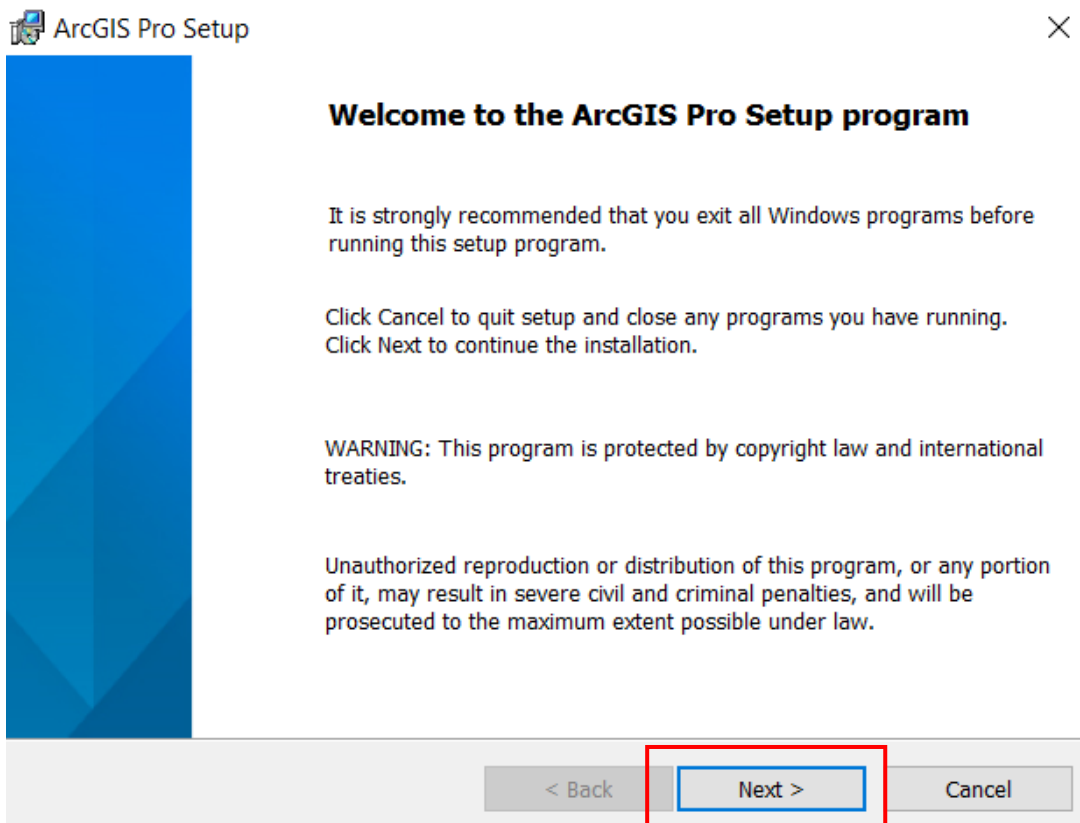 ArcGIS Pro Setup
Welcome to the ArcGIS Pro Setup program
It is strongly recommended that you exit all Windows programs before
running this setup program.
Click Cancel to quit setup and close any programs you have running.
Click Next to continue the installation.
WARNING: This program is protected by copyright law and international
treaties.
Unauthorized reproduction or distribution of this program, or any portion
of it, may result in severe civil and criminal penalties, and will be
prosecuted to the maximum extent possible under law.
< Back Next > Cancel